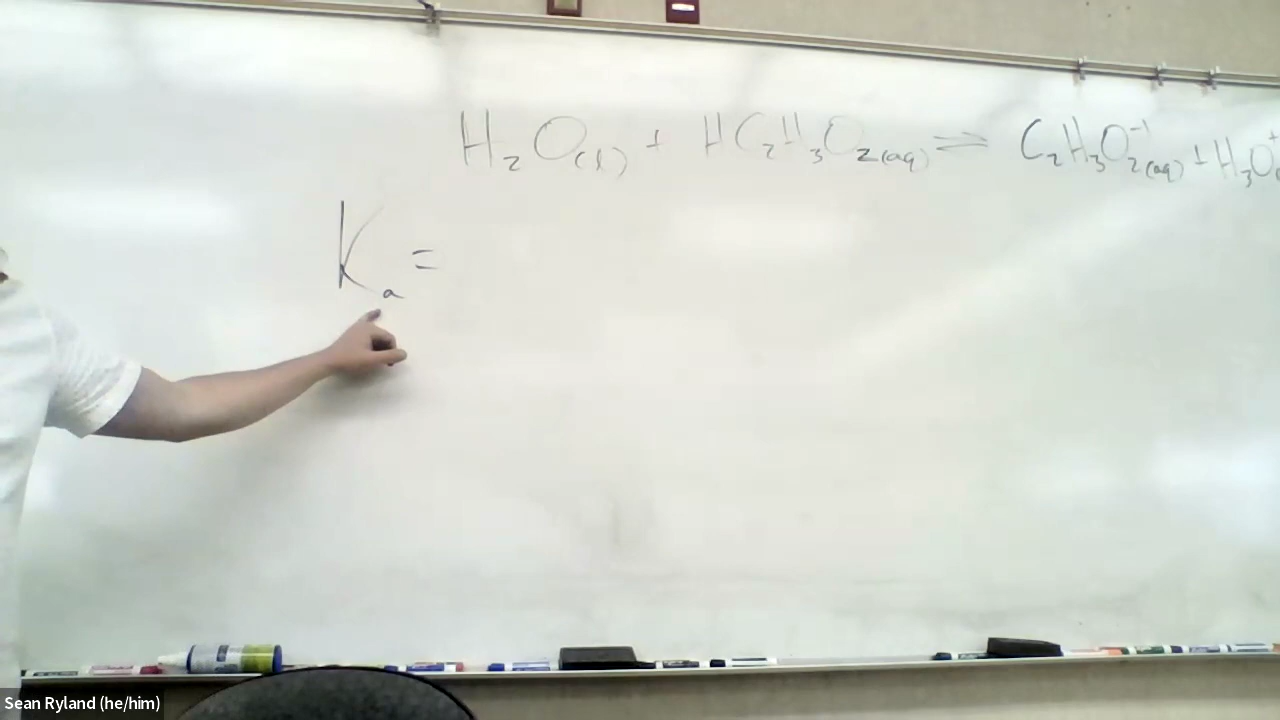 H₂O(l) + HC₂H₃O₂(aq) ⇌ C₂H₃O₂⁻¹(aq) + H₃O⁺(
Kₐ =
Sean Ryland (he/him)